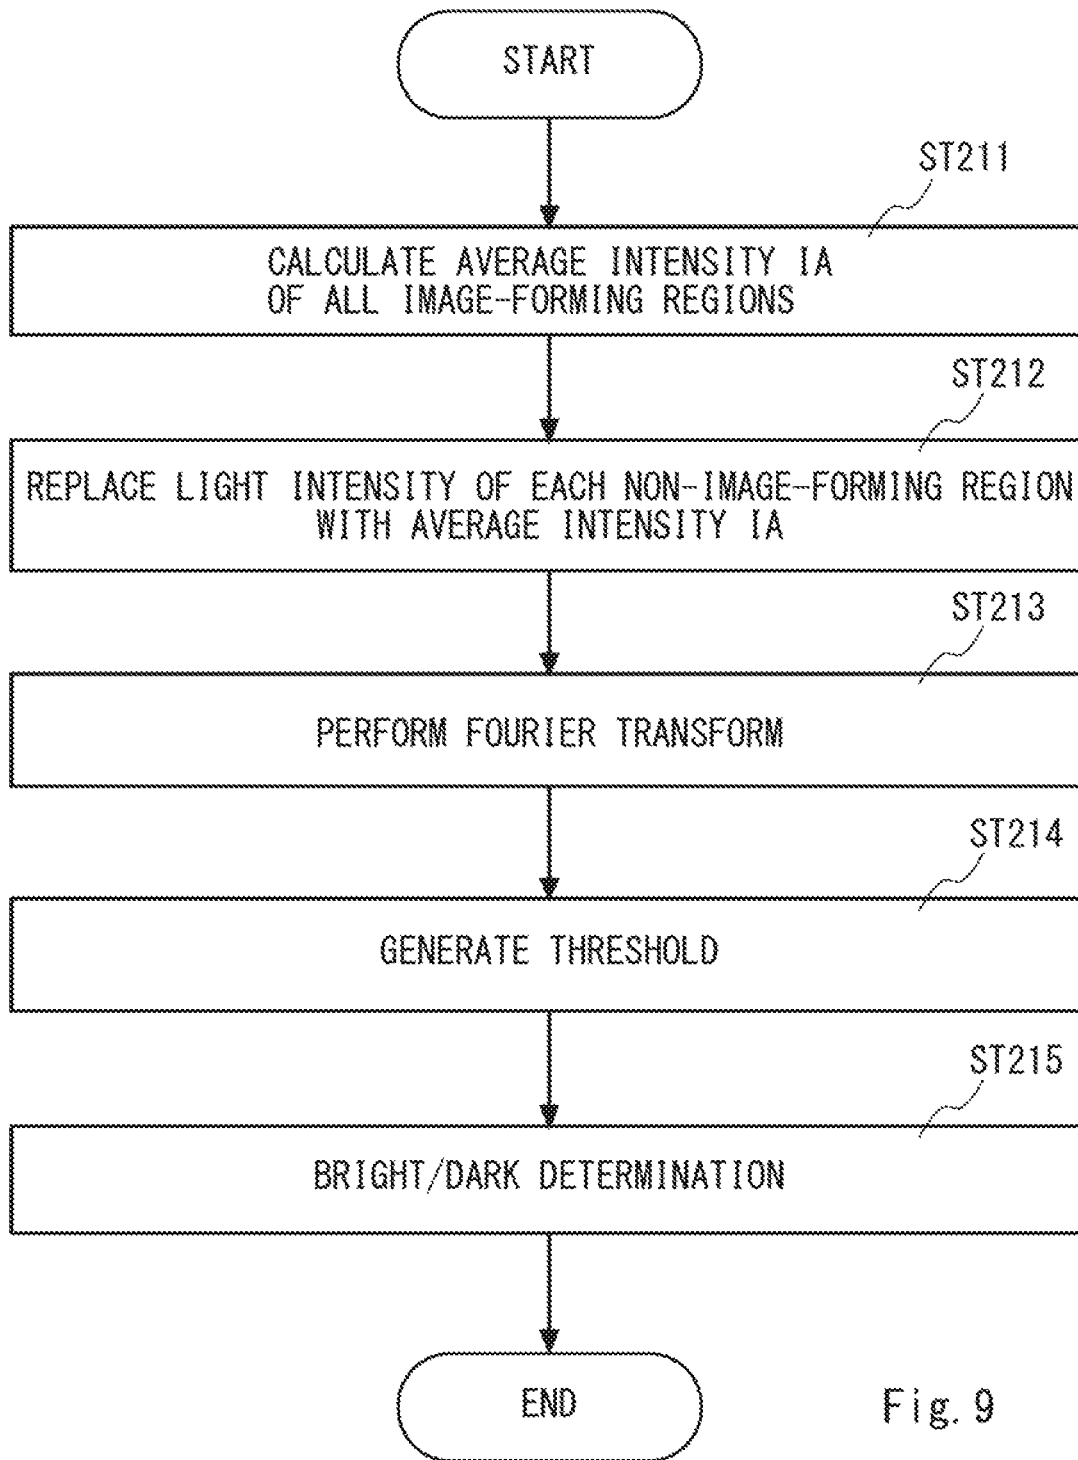 START
ST211
CALCULATE AVERAGE INTENSITY IA
OF ALL IMAGE-FORMING REGIONS
ST212
REPLACE LIGHT INTENSITY OF EACH NON-IMAGE-FORMING REGION
WITH AVERAGE INTENSITY IA
ST213
PERFORM FOURIER TRANSFORM
ST214
GENERATE THRESHOLD
ST215
BRIGHT/DARK DETERMINATION
END
Fig. 9